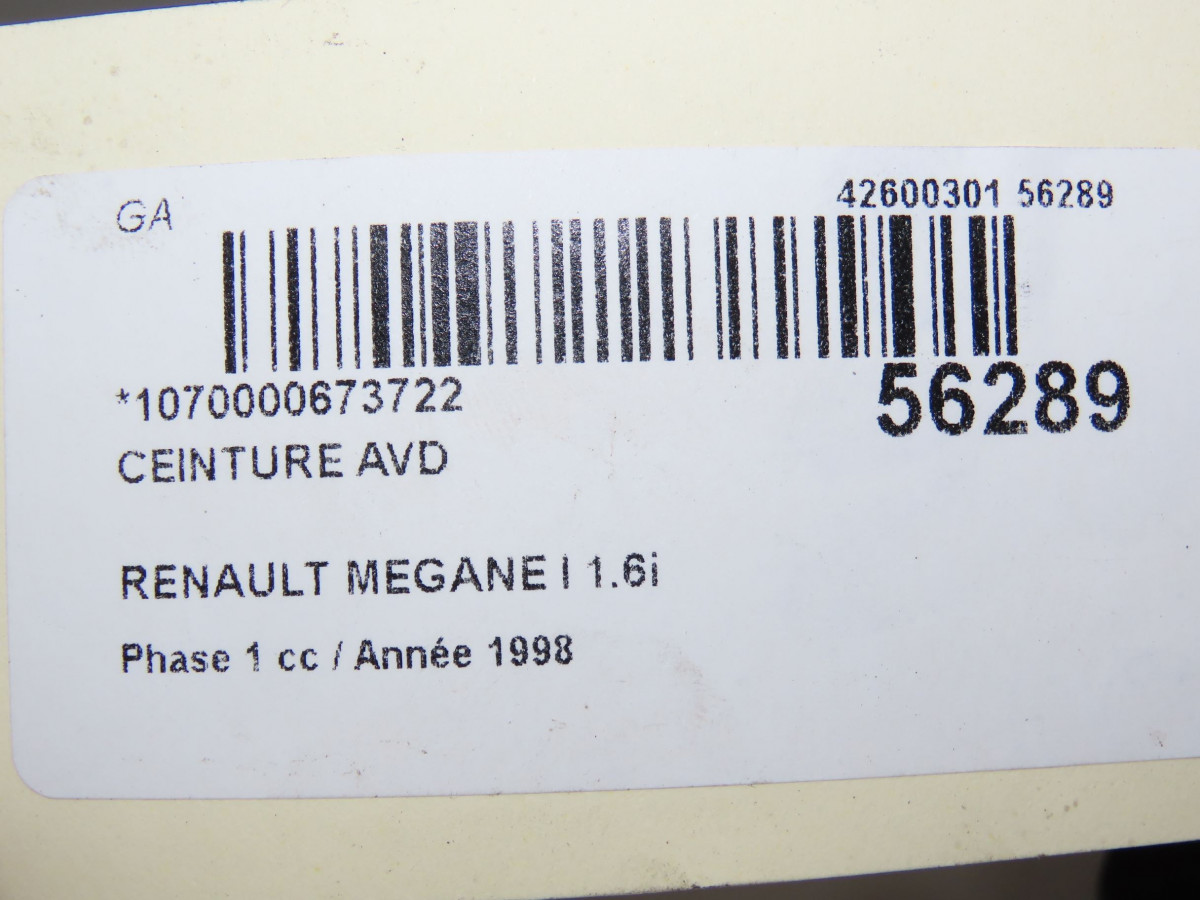 GA
42600301 56289
*1070000673722
56289
CEINTURE AVD
RENAULT MEGANE I 1.6i
Phase 1 cc / Année 1998